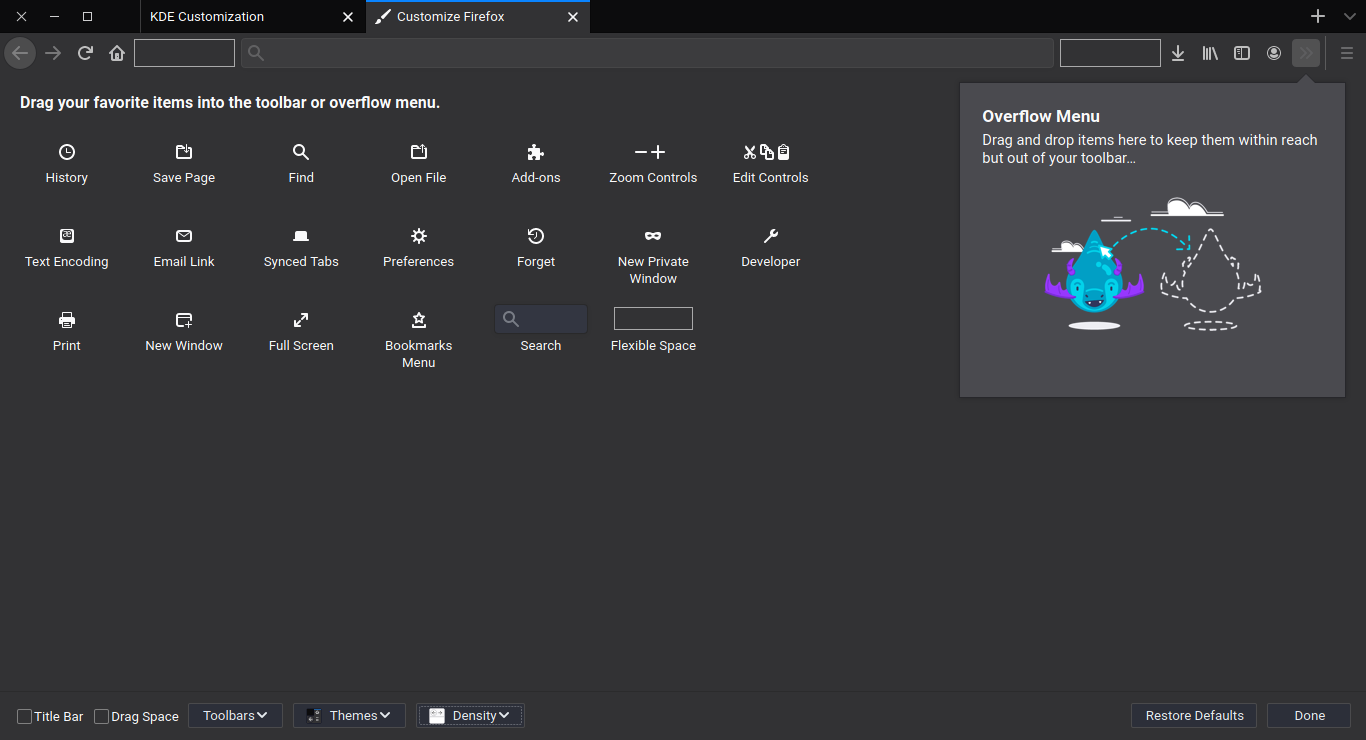 KDE Customization
Customize Firefox
Drag your favorite items into the toolbar or overflow menu.
Overflow Menu
Drag and drop items here to keep them within reach
but out of your toolbar…
History
Save Page
Find
Open File
Add-ons
Zoom Controls
Edit Controls
Text Encoding
Email Link
Synced Tabs
Preferences
Forget
New Private
Window
Developer
Print
New Window
Full Screen
Bookmarks
Menu
Search
Flexible Space
Title Bar
Drag Space
Toolbars
Themes
Density
Restore Defaults
Done